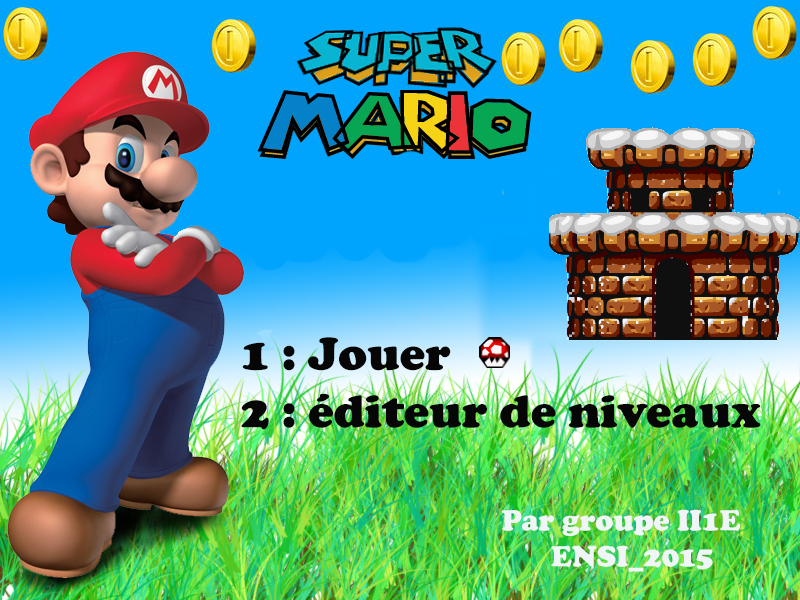 SUPER
MARIO
M
1 : Jouer
2 : éditeur de niveaux
Par groupe II1E
ENSI_2015